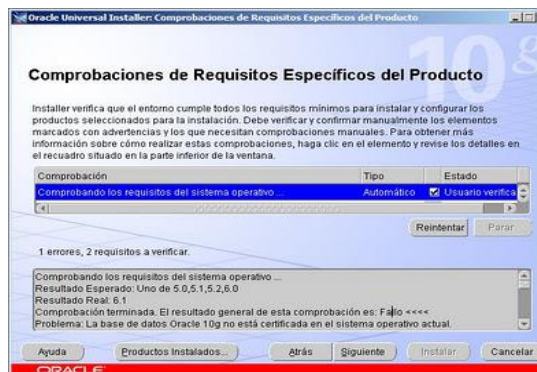 Oracle Universal Installer: Comprobaciones de Requisitos Específicos del Producto
10g
Comprobaciones de Requisitos Específicos del Producto
Installer verifica que el entorno cumple todos los requisitos mínimos para instalar y configurar los
productos seleccionados para la instalación. Debe verificar y confirmar manualmente los elementos
marcados con advertencias y los que necesitan comprobaciones manuales. Para obtener más
información sobre cómo realizar estas comprobaciones, haga clic en el elemento y revise los detalles en
el recuadro situado en la parte inferior de la ventana.
Comprobación Tipo Estado
Comprobando los requisitos del sistema operativo ... Automático Usuario verifica
Reintentar Parar
1 errores, 2 requisitos a verificar.
Comprobando los requisitos del sistema operativo ...
Resultado Esperado: Uno de 5.0,5.1,5.2,6.0
Resultado Real: 6.1
Comprobación terminada. El resultado general de esta comprobación es: Fallo <<<<
Problema: La base de datos Oracle 10g no está certificada en el sistema operativo actual.
Ayuda Productos Instalados... Atrás Siguiente Instalar Cancelar
ORACLE